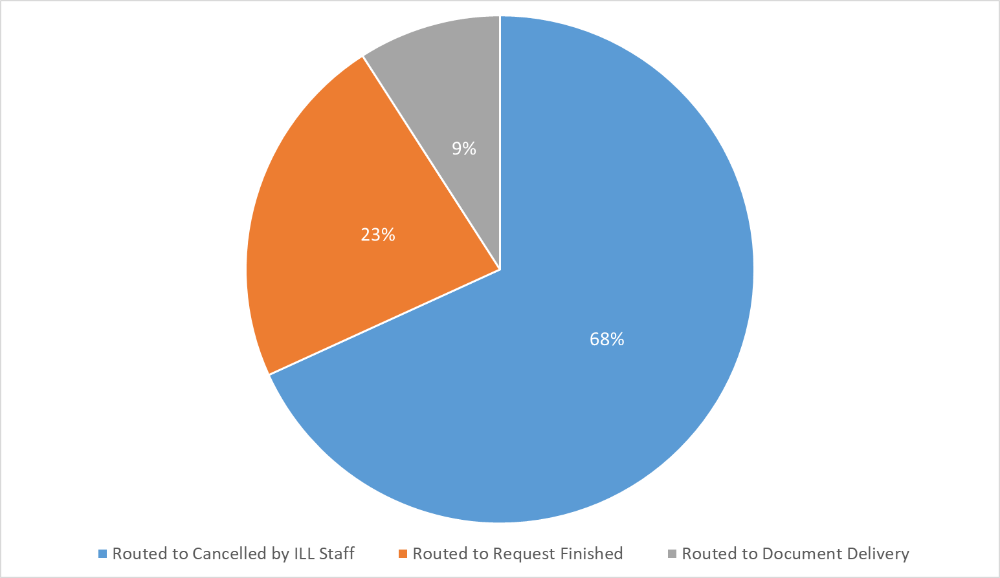 9%
23%
68%
Routed to Cancelled by ILL Staff
Routed to Request Finished
Routed to Document Delivery